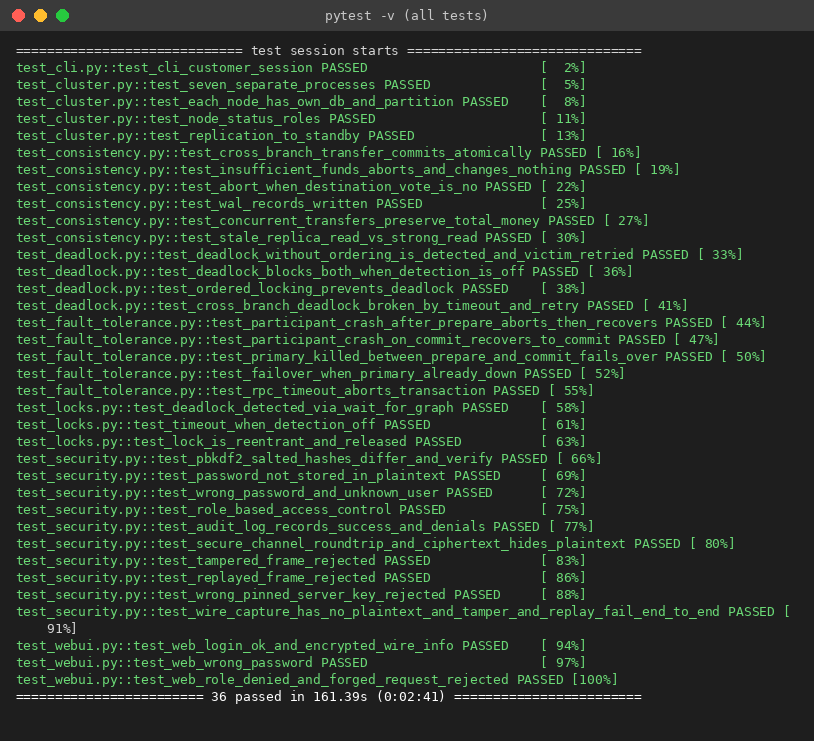 pytest -v (all tests)
============================= test session starts ==============================
test_cli.py::test_cli_customer_session PASSED                      [  2%]
test_cluster.py::test_seven_separate_processes PASSED              [  5%]
test_cluster.py::test_each_node_has_own_db_and_partition PASSED    [  8%]
test_cluster.py::test_node_status_roles PASSED                     [ 11%]
test_cluster.py::test_replication_to_standby PASSED                [ 13%]
test_consistency.py::test_cross_branch_transfer_commits_atomically PASSED [ 16%]
test_consistency.py::test_insufficient_funds_aborts_and_changes_nothing PASSED [ 19%]
test_consistency.py::test_abort_when_destination_vote_is_no PASSED [ 22%]
test_consistency.py::test_wal_records_written PASSED               [ 25%]
test_consistency.py::test_concurrent_transfers_preserve_total_money PASSED [ 27%]
test_consistency.py::test_stale_replica_read_vs_strong_read PASSED [ 30%]
test_deadlock.py::test_deadlock_without_ordering_is_detected_and_victim_retried PASSED [ 33%]
test_deadlock.py::test_deadlock_blocks_both_when_detection_is_off PASSED [ 36%]
test_deadlock.py::test_ordered_locking_prevents_deadlock PASSED    [ 38%]
test_deadlock.py::test_cross_branch_deadlock_broken_by_timeout_and_retry PASSED [ 41%]
test_fault_tolerance.py::test_participant_crash_after_prepare_aborts_then_recovers PASSED [ 44%]
test_fault_tolerance.py::test_participant_crash_on_commit_recovers_to_commit PASSED [ 47%]
test_fault_tolerance.py::test_primary_killed_between_prepare_and_commit_fails_over PASSED [ 50%]
test_fault_tolerance.py::test_failover_when_primary_already_down PASSED [ 52%]
test_fault_tolerance.py::test_rpc_timeout_aborts_transaction PASSED [ 55%]
test_locks.py::test_deadlock_detected_via_wait_for_graph PASSED    [ 58%]
test_locks.py::test_timeout_when_detection_off PASSED              [ 61%]
test_locks.py::test_lock_is_reentrant_and_released PASSED          [ 63%]
test_security.py::test_pbkdf2_salted_hashes_differ_and_verify PASSED [ 66%]
test_security.py::test_password_not_stored_in_plaintext PASSED     [ 69%]
test_security.py::test_wrong_password_and_unknown_user PASSED      [ 72%]
test_security.py::test_role_based_access_control PASSED            [ 75%]
test_security.py::test_audit_log_records_success_and_denials PASSED [ 77%]
test_security.py::test_secure_channel_roundtrip_and_ciphertext_hides_plaintext PASSED [ 80%]
test_security.py::test_tampered_frame_rejected PASSED              [ 83%]
test_security.py::test_replayed_frame_rejected PASSED              [ 86%]
test_security.py::test_wrong_pinned_server_key_rejected PASSED     [ 88%]
test_security.py::test_wire_capture_has_no_plaintext_and_tamper_and_replay_fail_end_to_end PASSED [
    91%]
test_webui.py::test_web_login_ok_and_encrypted_wire_info PASSED    [ 94%]
test_webui.py::test_web_wrong_password PASSED                      [ 97%]
test_webui.py::test_web_role_denied_and_forged_request_rejected PASSED [100%]
======================== 36 passed in 161.39s (0:02:41) ========================